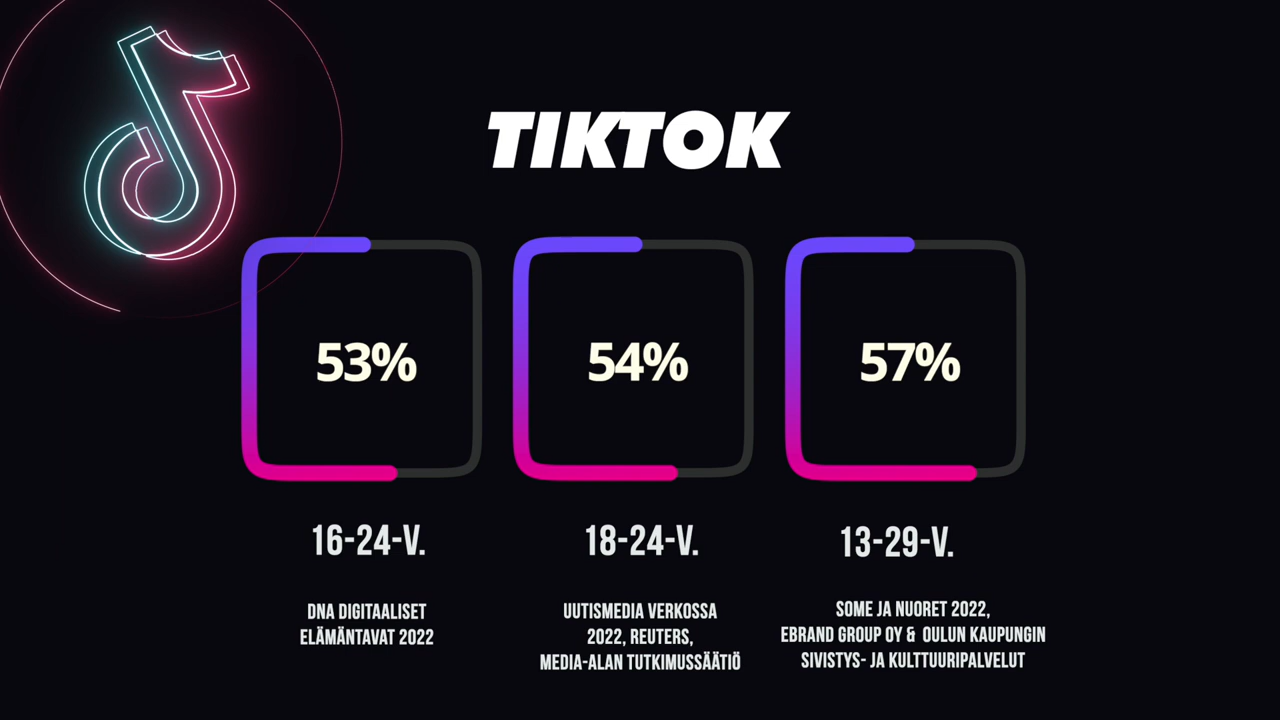 TIKTOK
53%
54%
57%
16-24-V.
18-24-V.
13-29-V.
DNA DIGITAALISET
ELÄMÄNTAVAT 2022
UUTISMEDIA VERKOSSA
2022, REUTERS,
MEDIA-ALAN TUTKIMUSSÄÄTIÖ
SOME JA NUORET 2022,
EBRAND GROUP OY & OULUN KAUPUNGIN
SIVISTYS- JA KULTTUURIPALVELUT